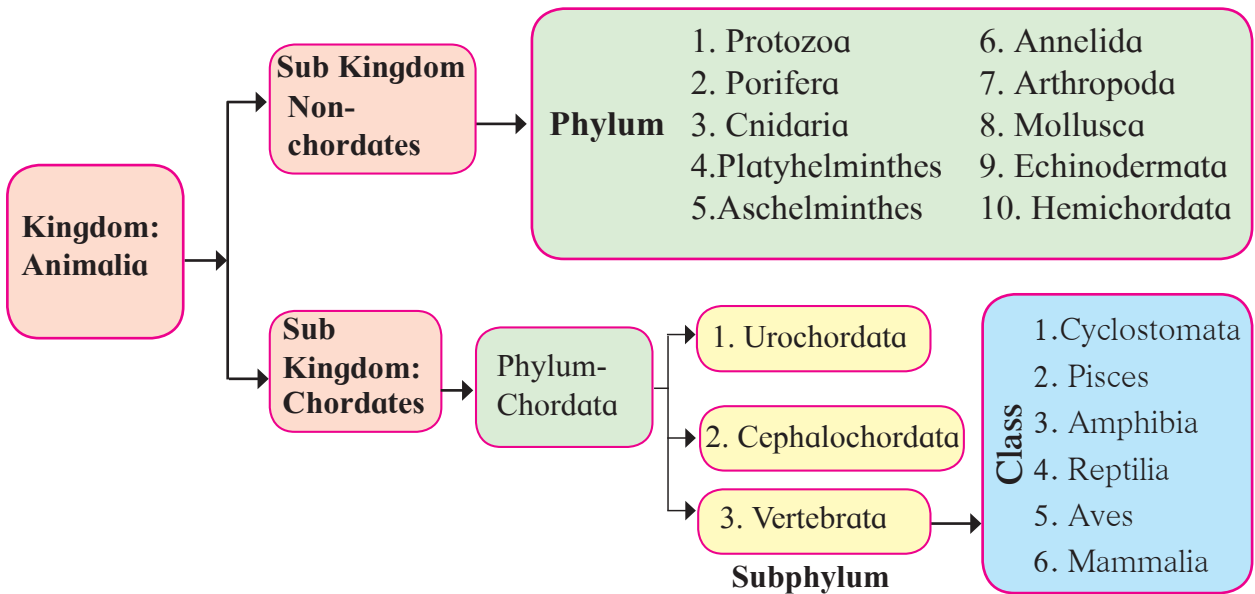 Kingdom:
Animalia
Sub Kingdom
Non-
chordates
Phylum
1. Protozoa
2. Porifera
3. Cnidaria
4.Platyhelminthes
5.Aschelminthes
6. Annelida
7. Arthropoda
8. Mollusca
9. Echinodermata
10. Hemichordata
Sub
Kingdom:
Chordates
Phylum-
Chordata
1. Urochordata
2. Cephalochordata
3. Vertebrata
Subphylum
Class
1.Cyclostomata
2. Pisces
3. Amphibia
4. Reptilia
5. Aves
6. Mammalia